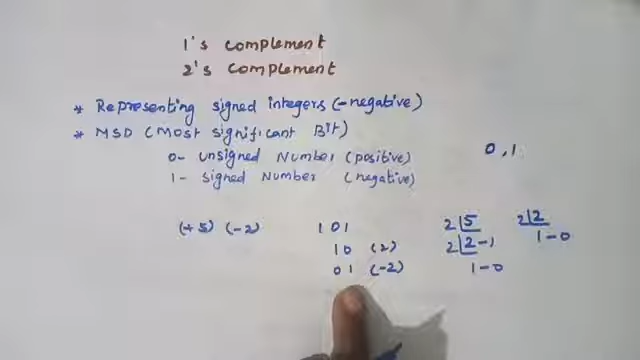 1's complement
2's complement
* Representing signed integers (-negative)
* MSD (Most significant Bit)
0- unsigned Number (positive)
1- signed Number (negative)
0,1
(+5) (-2)
101
10 (2)
01 (-2)
2 5
2 2-1
1-0
2 2
1-0